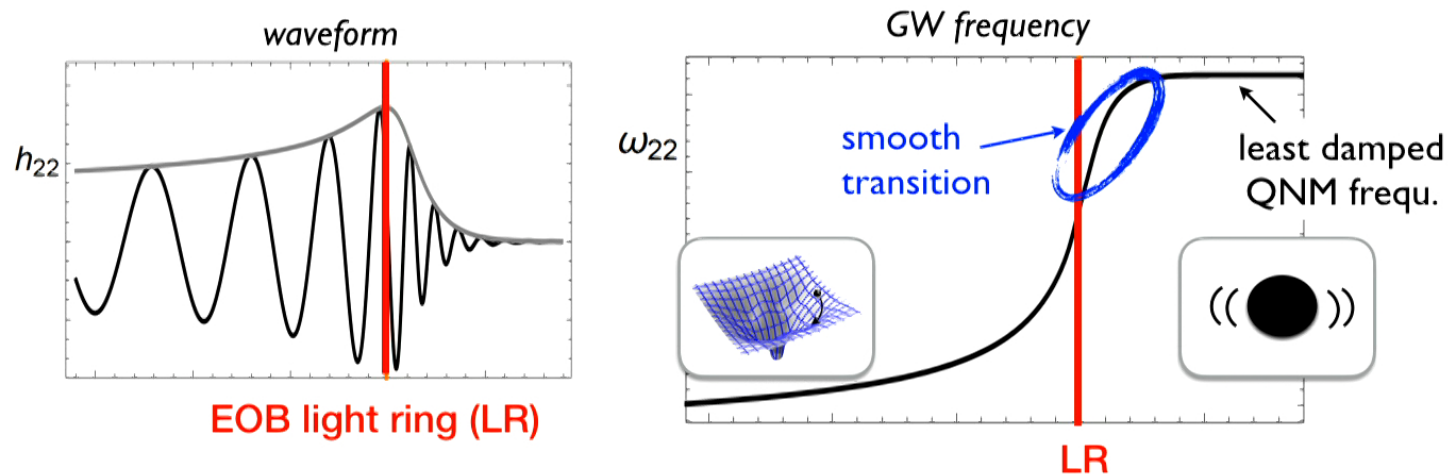 waveform
h22
EOB light ring (LR)
GW frequency
ω22
smooth
transition
least damped
QNM frequ.
LR